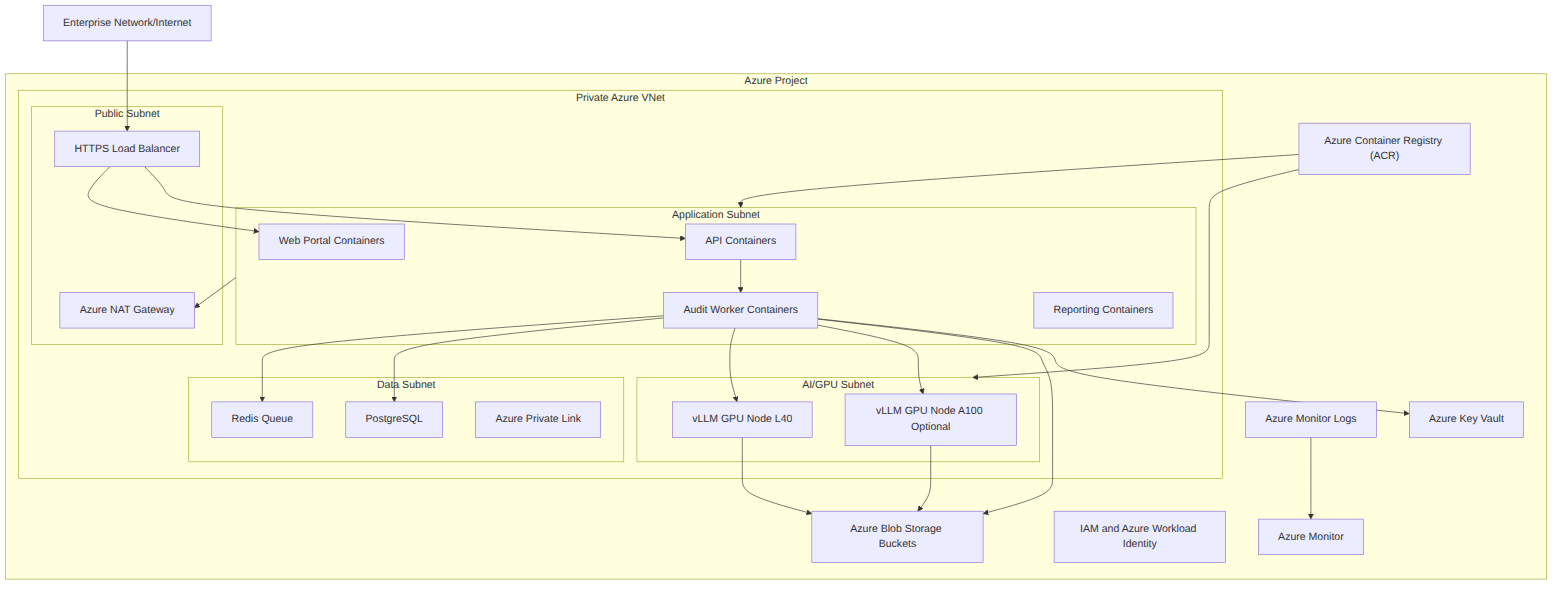 Enterprise Network/Internet
Azure Project
Private Azure VNet
Public Subnet
HTTPS Load Balancer
Azure Container Registry
(ACR)
Application Subnet
Web Portal Containers
API Containers
Azure NAT Gateway
Audit Worker Containers
Reporting Containers
Data Subnet
AI/GPU Subnet
Redis Queue
PostgreSQL
Azure Private Link
vLLM GPU Node L40
vLLM GPU Node A100
Optional
Azure Monitor Logs
Azure Key Vault
Azure Blob Storage
Buckets
IAM and Azure Workload
Identity
Azure Monitor